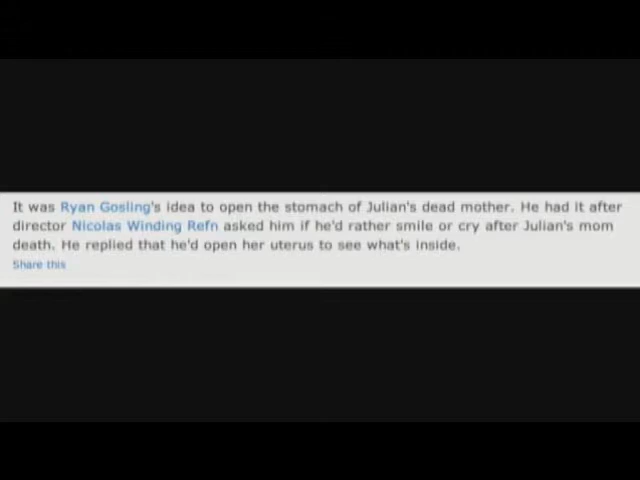 It was Ryan Gosling's idea to open the stomach of Julian's dead mother. He had it after
director Nicolas Winding Refn asked him if he'd rather smile or cry after Julian's mom
death. He replied that he'd open her uterus to see what's inside.
Share this